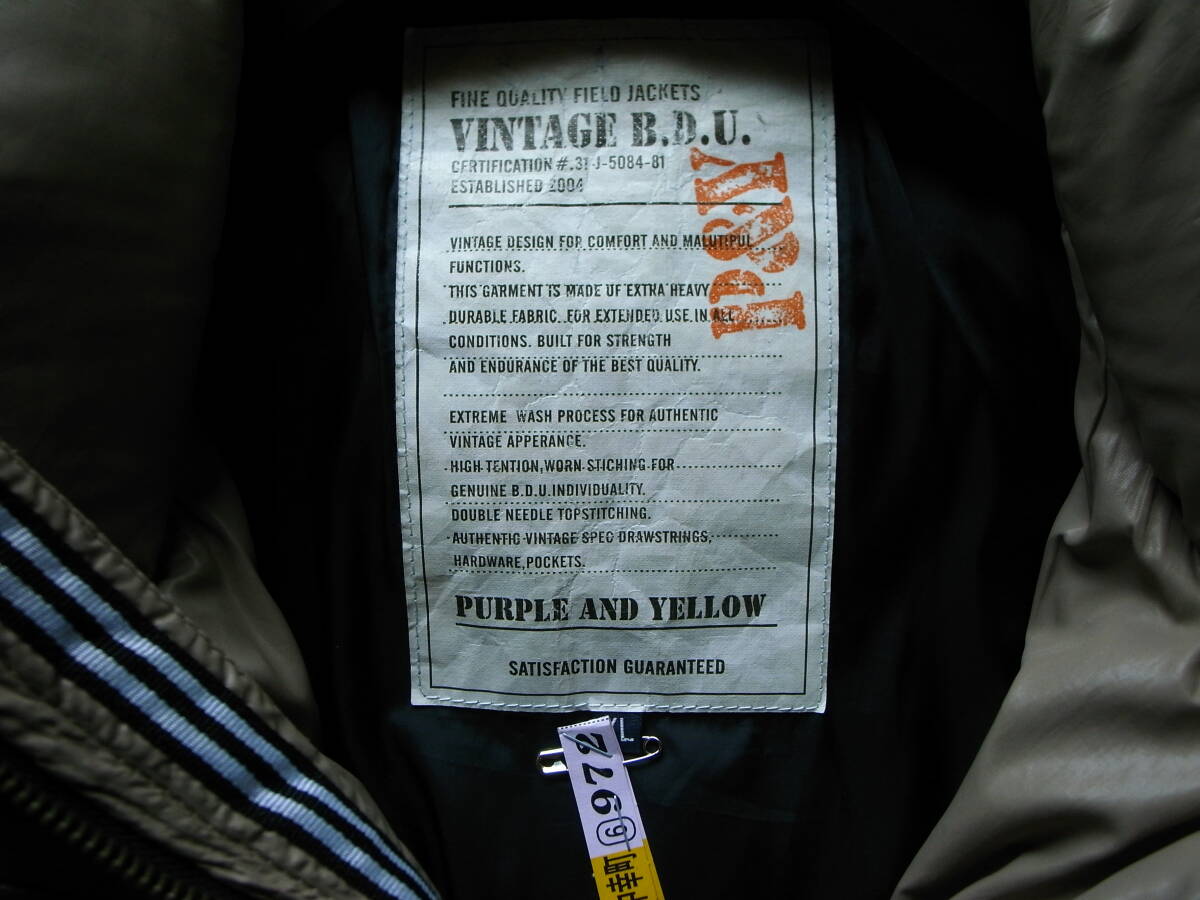 FINE QUALITY FIELD JACKETS
VINTAGE B.D.U.
CERTIFICATION #.31-J-5084-81
ESTABLISHED 2004
P&Y
VINTAGE DESIGN FOR COMFORT AND MALUTIPUL
FUNCTIONS.
THIS GARMENT IS MADE UF EXTRA HEAVY
DURABLE FABRIC. FOR EXTENDED USE IN ALL
CONDITIONS. BUILT FOR STRENGTH
AND ENDURANCE OF THE BEST QUALITY.
EXTREME WASH PROCESS FOR AUTHENTIC
VINTAGE APPERANCE.
HIGH TENTION,WORN STICHING FOR
GENUINE B.D.U.INDIVIDUALITY.
DOUBLE NEEDLE TOPSTITCHING.
AUTHENTIC VINTAGE SPEC DRAWSTRINGS,
HARDWARE,POCKETS.
PURPLE AND YELLOW
SATISFACTION GUARANTEED
972